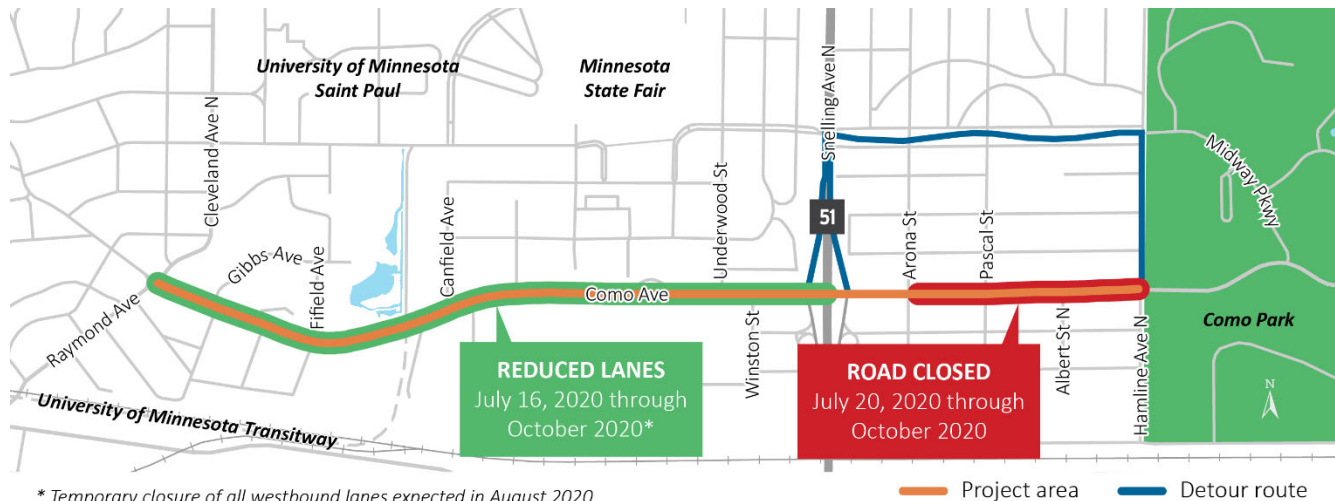 University of Minnesota
Saint Paul
Minnesota
State Fair
Cleveland Ave N
Snelling Ave N
Midway Pkwy
51
Underwood St
Arona St
Pascal St
Gibbs Ave
Canfield Ave
Raymond Ave
Fifield Ave
Como Ave
Como Park
Winston St
Albert St N
Hamline Ave N
REDUCED LANES
July 16, 2020 through
October 2020*
ROAD CLOSED
July 20, 2020 through
October 2020
N
University of Minnesota Transitway
* Temporary closure of all westbound lanes expected in August 2020
Project area
Detour route